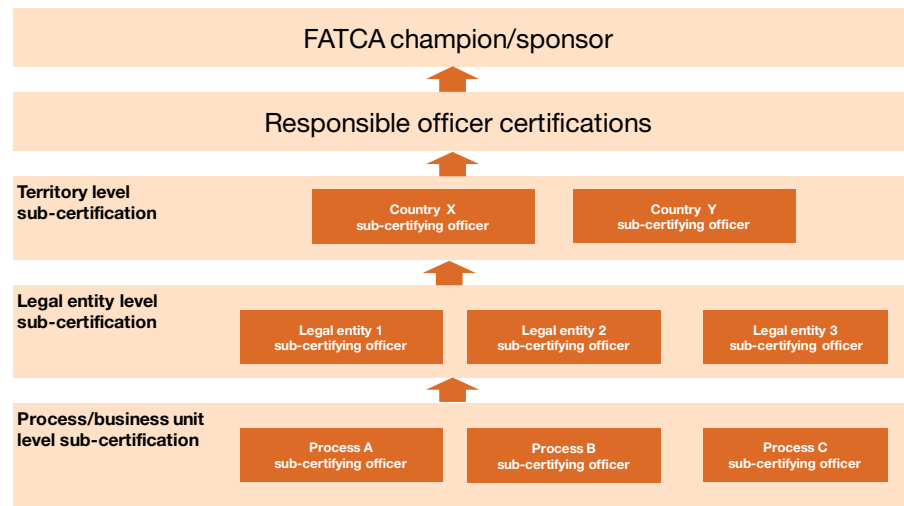 FATCA champion/sponsor
Responsible officer certifications
Territory level
sub-certification
Country X
sub-certifying officer
Country Y
sub-certifying officer
Legal entity level
sub-certification
Legal entity 1
sub-certifying officer
Legal entity 2
sub-certifying officer
Legal entity 3
sub-certifying officer
Process/business unit
level sub-certification
Process A
sub-certifying officer
Process B
sub-certifying officer
Process C
sub-certifying officer